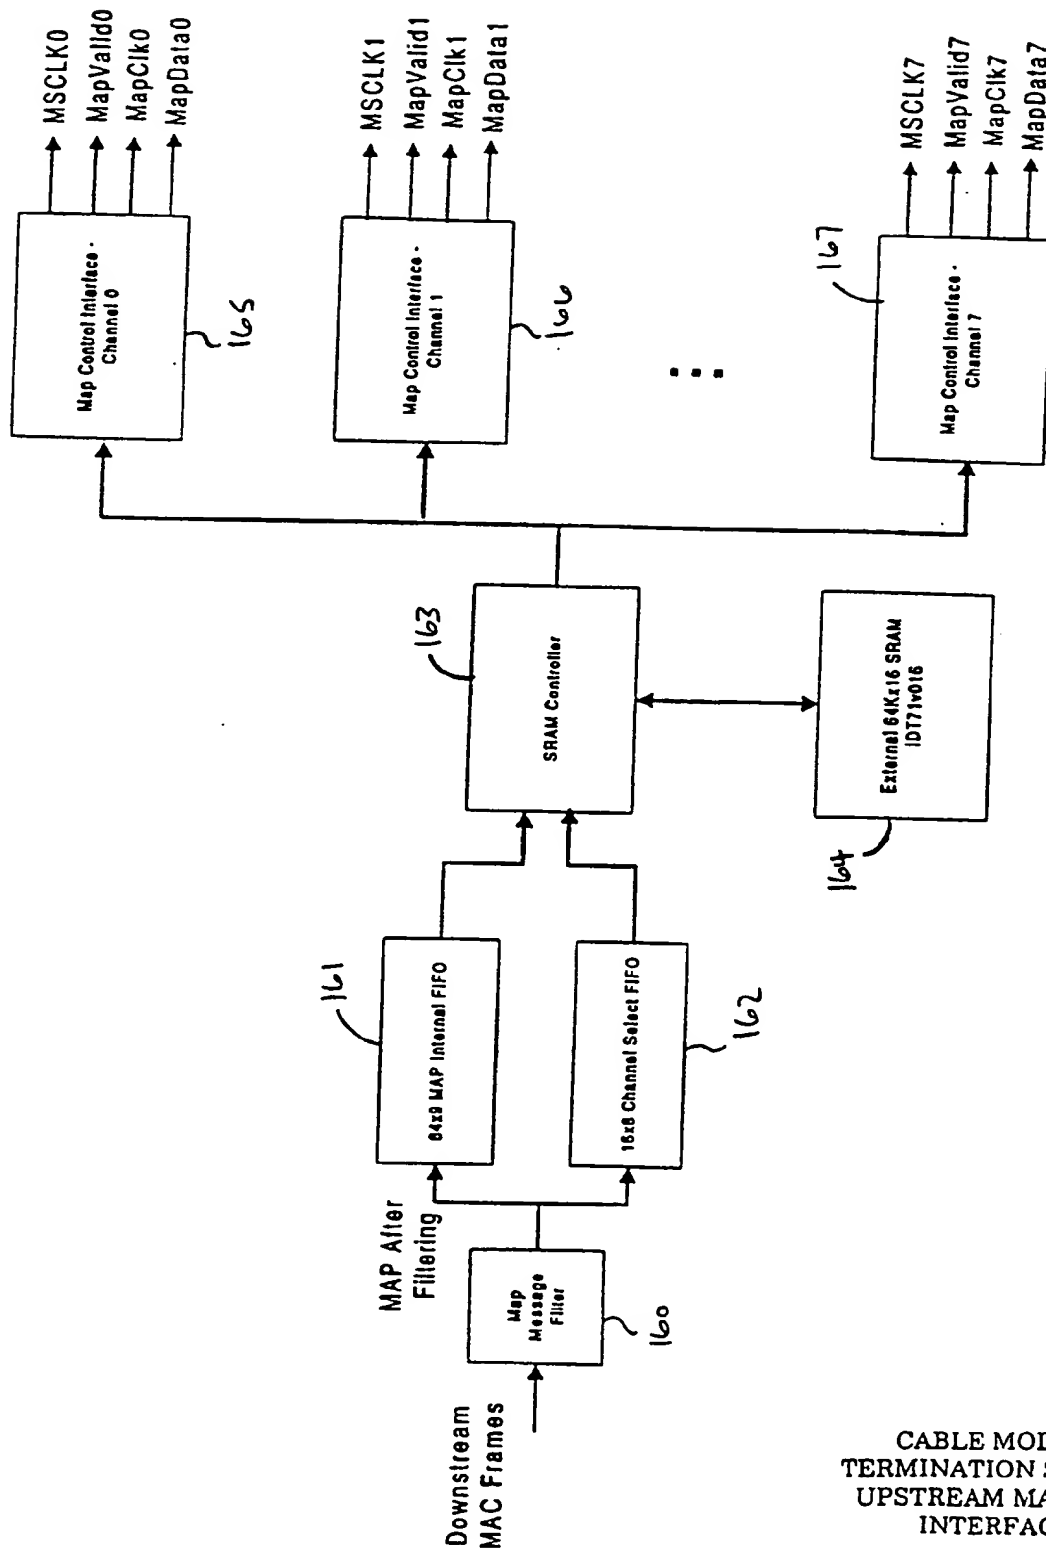 Downstream
MAC Frames
Map
Message
Filter
160
MAP After
Filtering
64x9 MAP Internal FIFO
161
16x8 Channel Select FIFO
162
SRAM Controller
163
External 64Kx16 SRAM
IDT71v016
164
Map Control Interface -
Channel 0
165
MSCLK0
MapValid0
MapClk0
MapData0
Map Control Interface -
Channel 1
166
MSCLK1
MapValid1
MapClk1
MapData1
Map Control Interface -
Channel 7
167
MSCLK7
MapValid7
MapClk7
MapData7
CABLE MOD
TERMINATION S
UPSTREAM MA
INTERFAC